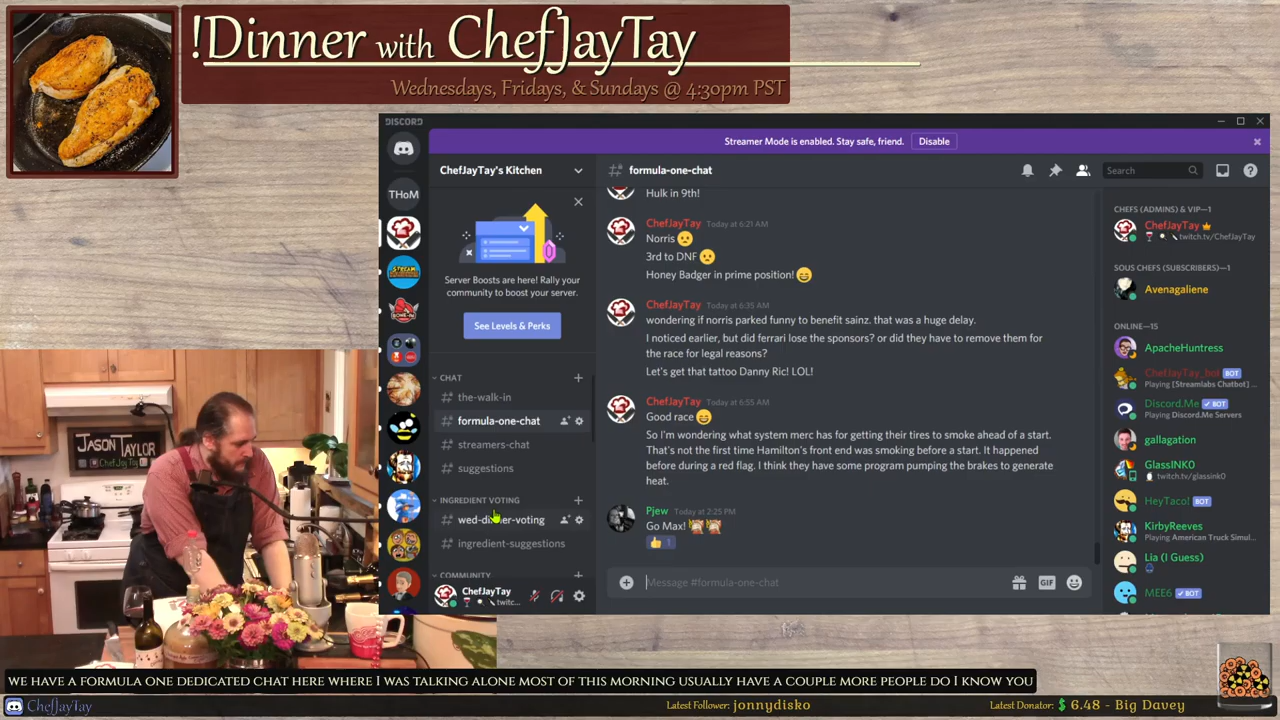 !Dinner with ChefJayTay
Wednesdays, Fridays, & Sundays @ 4:30pm PST
DISCORD
Streamer Mode is enabled. Stay safe, friend. Disable
ChefJayTay's Kitchen
formula-one-chat
Search
THoM
Server Boosts are here! Rally your
community to boost your server.
See Levels & Perks
CHAT
the-walk-in
formula-one-chat
streamers-chat
suggestions
INGREDIENT VOTING
wed-dinner-voting
ingredient-suggestions
COMMUNITY
ChefJayTay
twitc...
Hulk in 9th!
ChefJayTay Today at 6:21 AM
Norris
3rd to DNF
Honey Badger in prime position!
ChefJayTay Today at 6:35 AM
wondering if norris parked funny to benefit sainz. that was a huge delay.
I noticed earlier, but did ferrari lose the sponsors? or did they have to remove them for
the race for legal reasons?
Let's get that tattoo Danny Ric! LOL!
ChefJayTay Today at 6:55 AM
Good race
So I'm wondering what system merc has for getting their tires to smoke ahead of a start.
That's not the first time Hamilton's front end was smoking before a start. It happened
before during a red flag. I think they have some program pumping the brakes to generate
heat.
Pjew Today at 2:25 PM
Go Max!
1
Message #formula-one-chat
GIF
CHEFS (ADMINS) & VIP—1
ChefJayTay
twitch.tv/ChefJayTay
SOUS CHEFS (SUBSCRIBERS)—1
Avenagaliene
ONLINE—15
ApacheHuntress
ChefJayTay_bot BOT
Playing [Streamlabs Chatbot] ...
Discord.Me BOT
Playing Discord.Me Servers
gallagation
GlassINK0
twitch.tv/glassink0
HeyTaco! BOT
KirbyReeves
Playing American Truck Simul...
Lia (I Guess)
MEE6 BOT
JASON TAYLOR
Chef Jay Tay
WE HAVE A FORMULA ONE DEDICATED CHAT HERE WHERE I WAS TALKING ALONE MOST OF THIS MORNING USUALLY HAVE A COUPLE MORE PEOPLE DO I KNOW YOU
ChefJayTay
Latest Follower: jonnydisko
Latest Donator: $ 6.48 - Big Davey